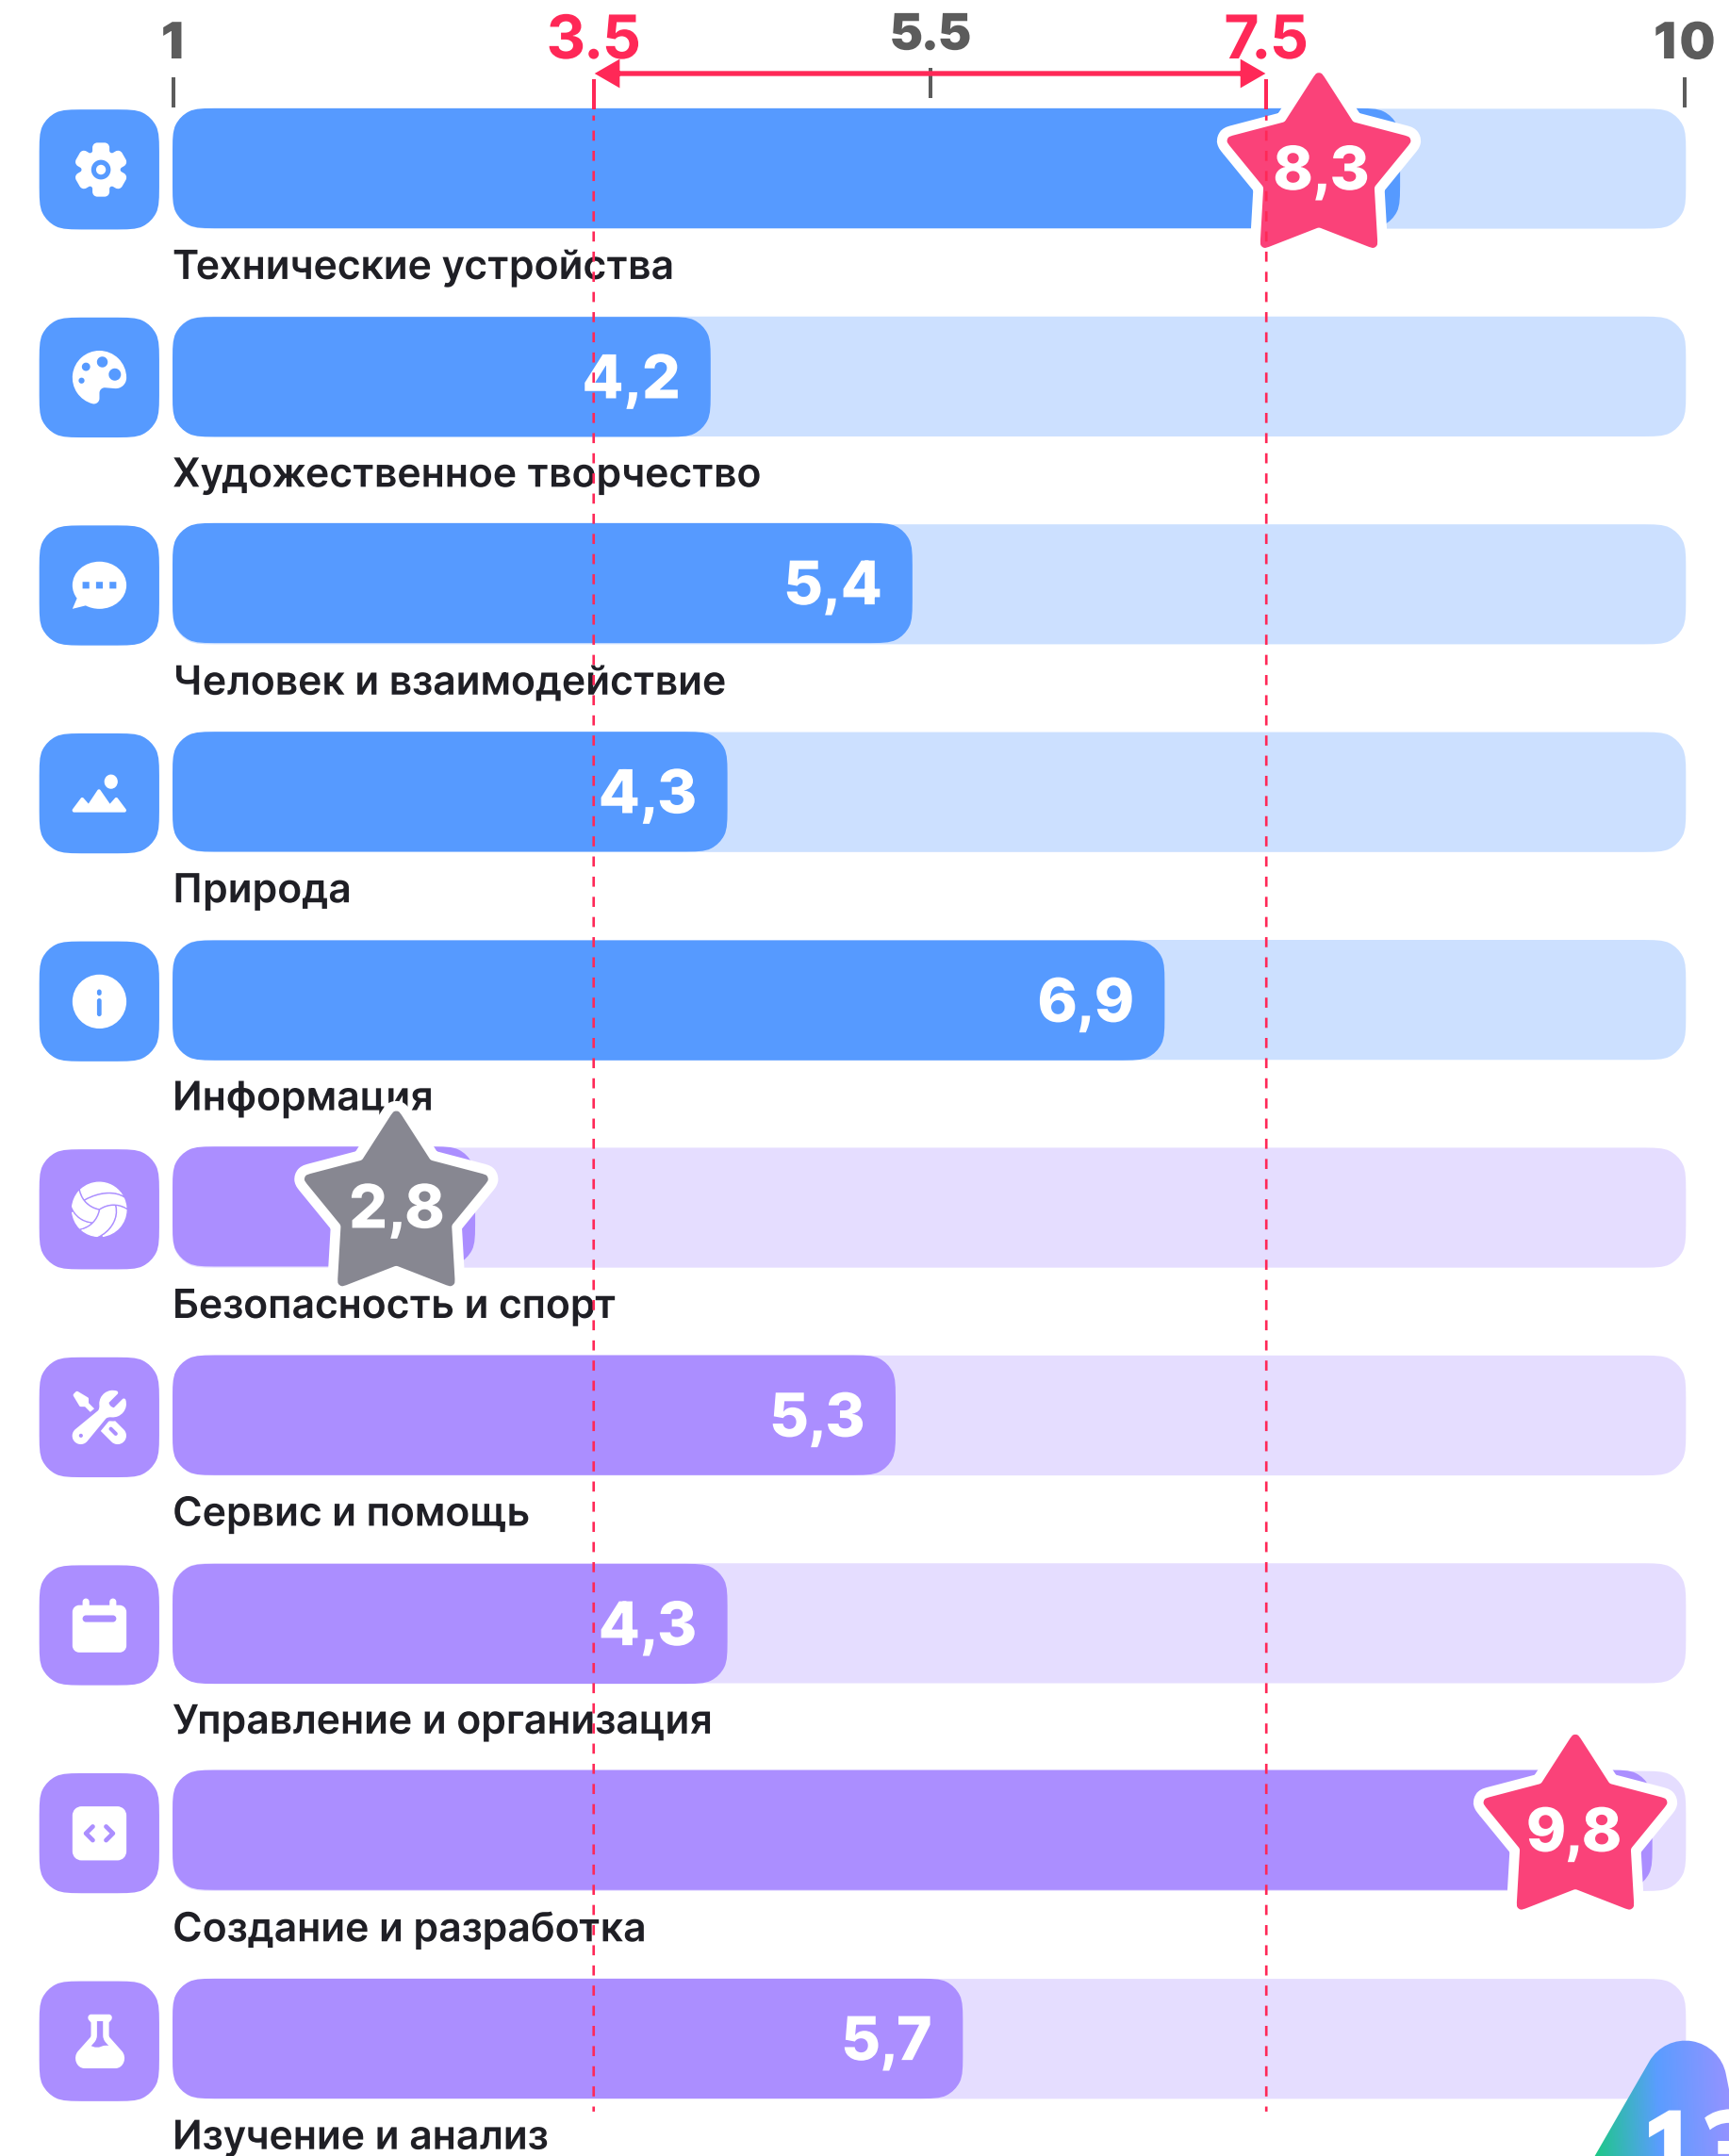 1 3.5 5.5 7.5 10
8,3
Технические устройства
4,2
Художественное творчество
5,4
Человек и взаимодействие
4,3
Природа
6,9
Информация
2,8
Безопасность и спорт
5,3
Сервис и помощь
4,3
Управление и организация
9,8
Создание и разработка
5,7
Изучение и анализ